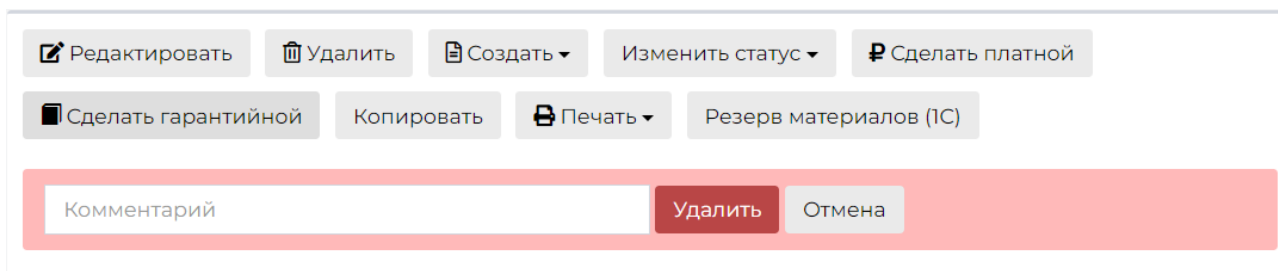 Редактировать Удалить Создать Изменить статус Сделать платной
Сделать гарантийной Копировать Печать Резерв материалов (1С)
Комментарий Удалить Отмена